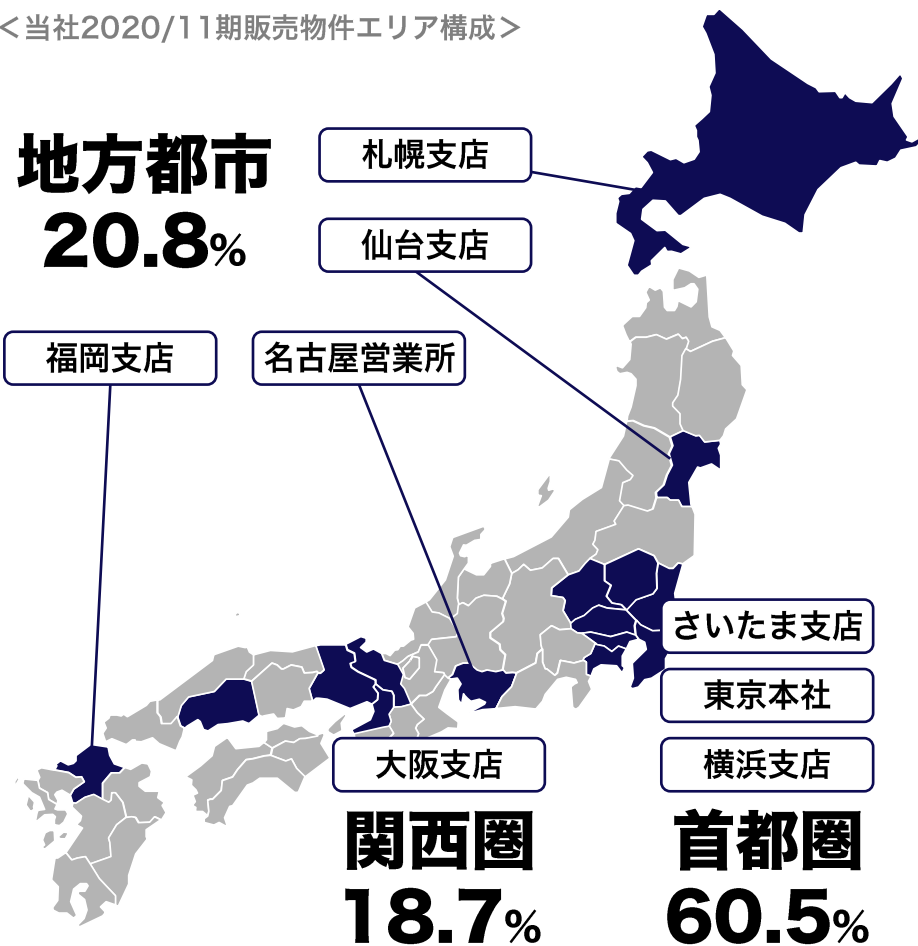 ＜当社2020/11期販売物件エリア構成＞
地方都市
20.8%
札幌支店
仙台支店
福岡支店
名古屋営業所
さいたま支店
東京本社
大阪支店
横浜支店
関西圏
18.7%
首都圏
60.5%